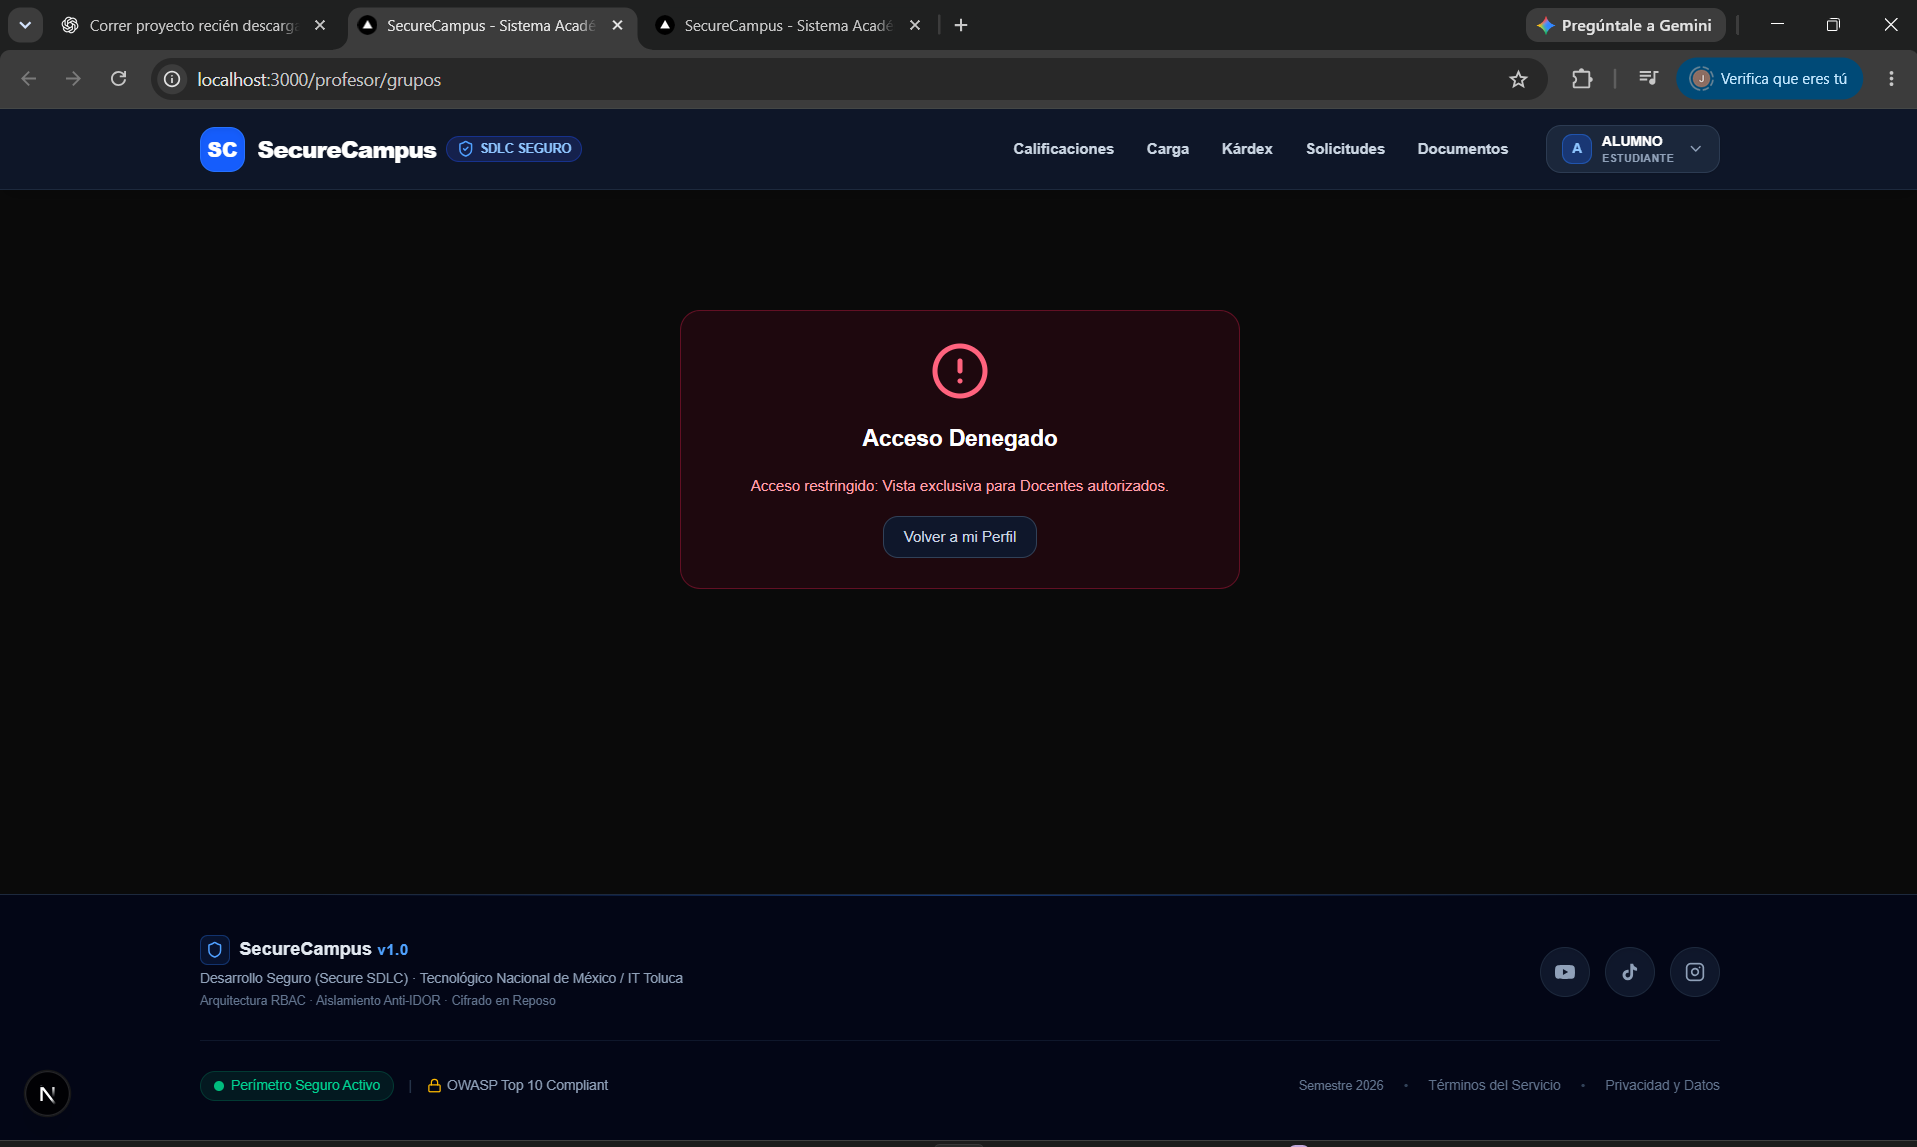 Correr proyecto recién descarga
SecureCampus - Sistema Acadé
SecureCampus - Sistema Acadé
Pregúntale a Gemini
localhost:3000/profesor/grupos
J
Verifica que eres tú
SC
SecureCampus
SDLC SEGURO
Calificaciones
Carga
Kárdex
Solicitudes
Documentos
A
ALUMNO
ESTUDIANTE
Acceso Denegado
Acceso restringido: Vista exclusiva para Docentes autorizados.
Volver a mi Perfil
SecureCampus v1.0
Desarrollo Seguro (Secure SDLC) · Tecnológico Nacional de México / IT Toluca
Arquitectura RBAC · Aislamiento Anti-IDOR · Cifrado en Reposo
N
Perímetro Seguro Activo
|
OWASP Top 10 Compliant
Semestre 2026 • Términos del Servicio • Privacidad y Datos